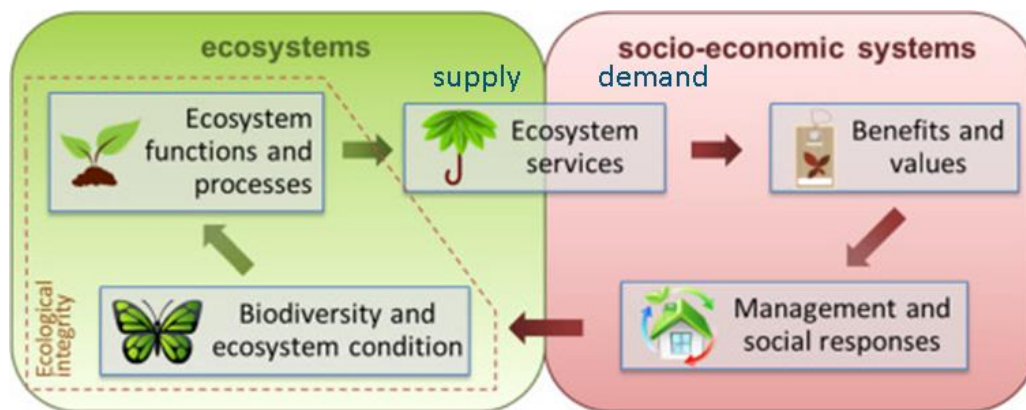 ecosystems
socio-economic systems
supply
demand
Ecosystem
functions and
processes
Ecosystem
services
Benefits and
values
Ecological
integrity
Biodiversity and
ecosystem condition
Management and
social responses